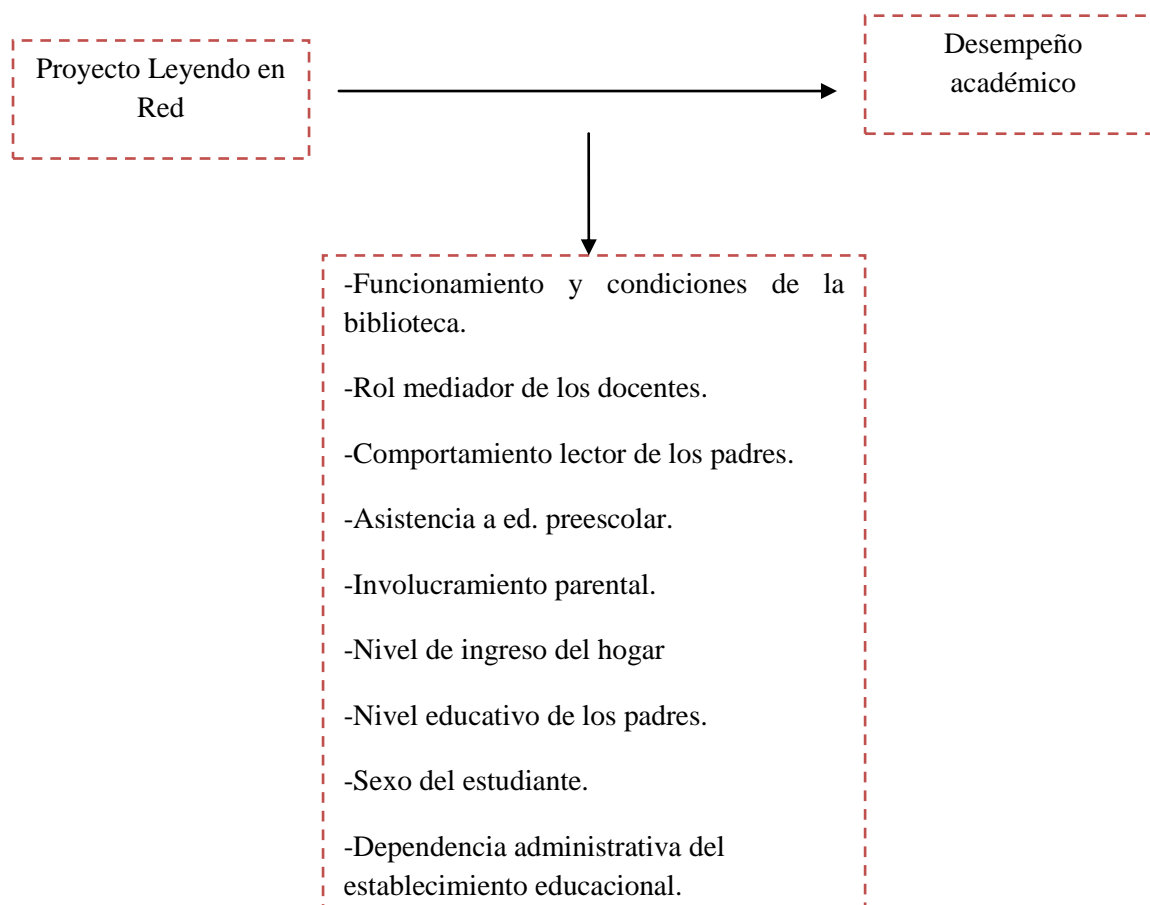 Proyecto Leyendo en
Red
Desempeño
académico
-Funcionamiento y condiciones de la
biblioteca.
-Rol mediador de los docentes.
-Comportamiento lector de los padres.
-Asistencia a ed. preescolar.
-Involucramiento parental.
-Nivel de ingreso del hogar
-Nivel educativo de los padres.
-Sexo del estudiante.
-Dependencia administrativa del
establecimiento educacional.